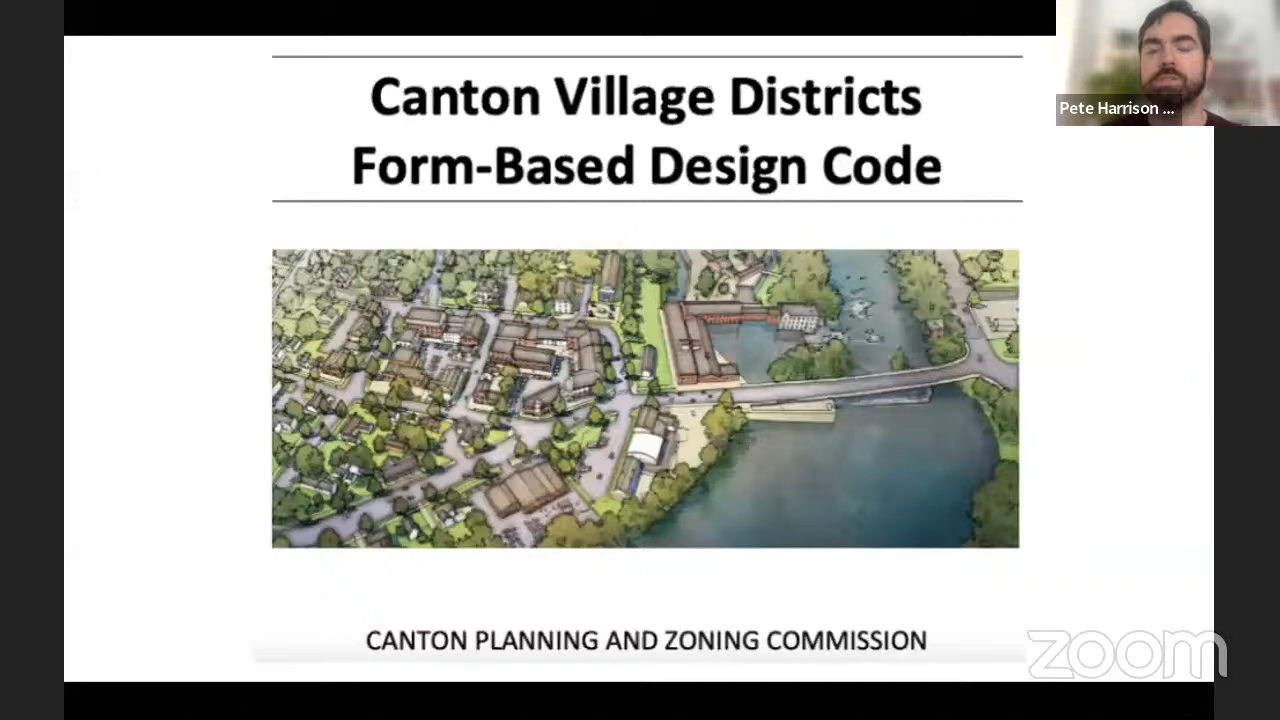 Canton Village Districts
Form-Based Design Code
Pete Harrison ...
CANTON PLANNING AND ZONING COMMISSION
zoom